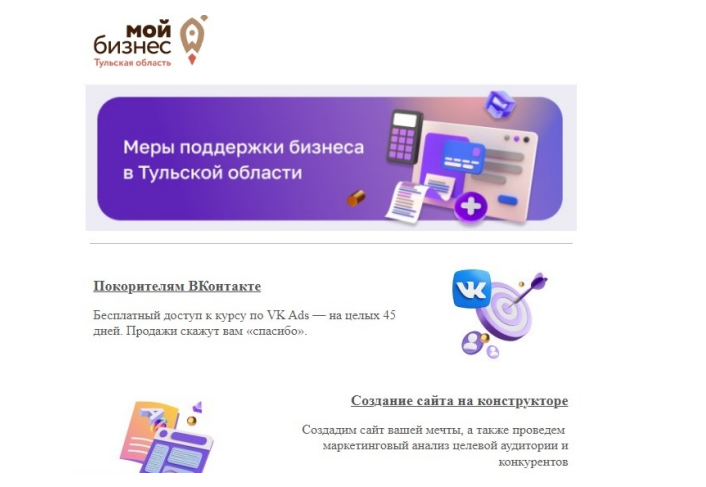 мой
бизнес
Тульская область
Меры поддержки бизнеса
в Тульской области
Покорителям ВКонтакте
Бесплатный доступ к курсу по VK Ads — на целых 45
дней. Продажи скажут вам «спасибо».
Создание сайта на конструкторе
Создадим сайт вашей мечты, а также проведем
маркетинговый анализ целевой аудитории и
конкурентов